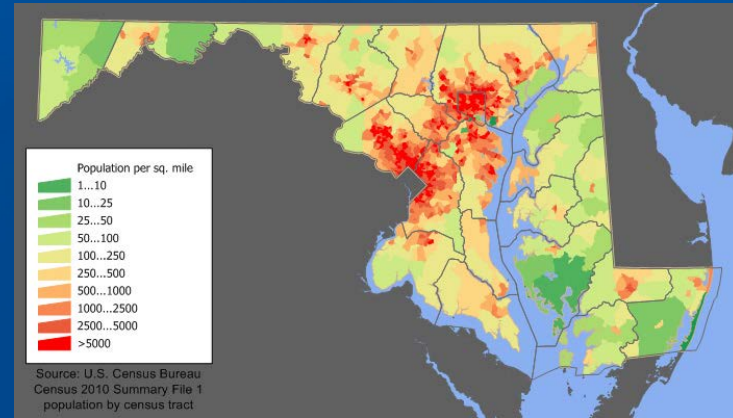 Population per sq. mile
1...10
10...25
25...50
50...100
100...250
250...500
500...1000
1000...2500
2500...5000
>5000
Source: U.S. Census Bureau
Census 2010 Summary File 1
population by census tract